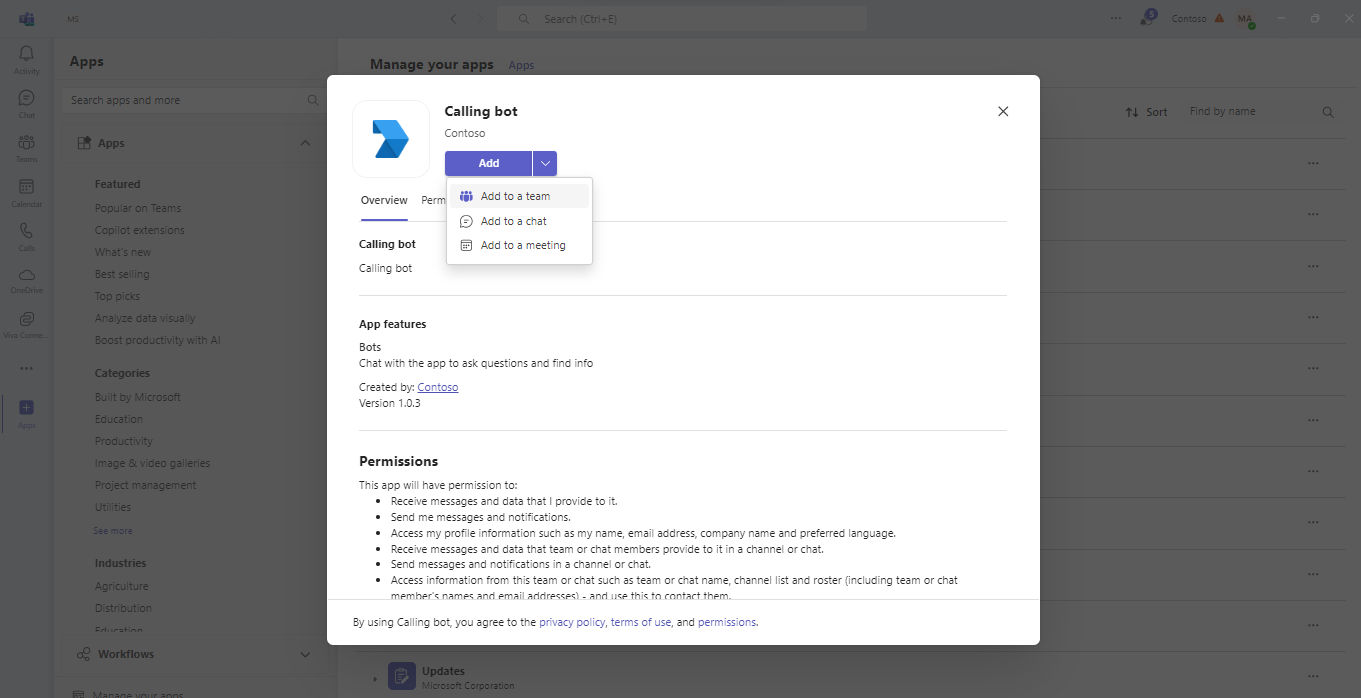 MS
Search (Ctrl+E)
5
Contoso
MA
Activity
Chat
Teams
Calendar
Calls
OneDrive
Viva Conne...
Apps
Apps
Search apps and more
Apps
Featured
Popular on Teams
Copilot extensions
What's new
Best selling
Top picks
Analyze data visually
Boost productivity with AI
Categories
Built by Microsoft
Education
Productivity
Image & video galleries
Project management
Utilities
See more
Industries
Agriculture
Distribution
Education
Workflows
Manage your apps
Manage your apps
Apps
Sort
Find by name
Calling bot
Contoso
Add
Add to a team
Add to a chat
Add to a meeting
Overview
Perm
Calling bot
Calling bot
App features
Bots
Chat with the app to ask questions and find info
Created by: Contoso
Version 1.0.3
Permissions
This app will have permission to:
• Receive messages and data that I provide to it.
• Send me messages and notifications.
• Access my profile information such as my name, email address, company name and preferred language.
• Receive messages and data that team or chat members provide to it in a channel or chat.
• Send messages and notifications in a channel or chat.
• Access information from this team or chat such as team or chat name, channel list and roster (including team or chat
member's names and email addresses) - and use this to contact them.
By using Calling bot, you agree to the privacy policy, terms of use, and permissions.
Updates
Microsoft Corporation